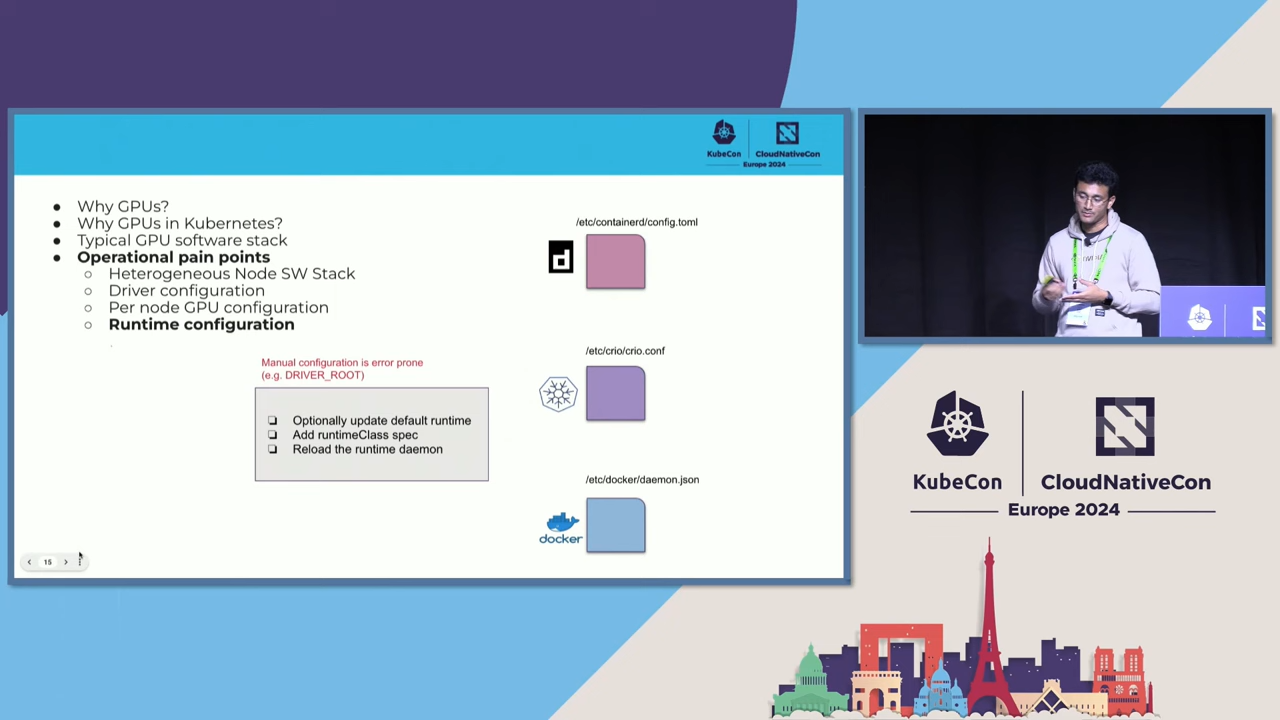 KubeCon
CloudNativeCon
Europe 2024
Why GPUs?
Why GPUs in Kubernetes?
Typical GPU software stack
Operational pain points
Heterogeneous Node SW Stack
Driver configuration
Per node GPU configuration
Runtime configuration
Manual configuration is error prone
(e.g. DRIVER_ROOT)
Optionally update default runtime
Add runtimeClass spec
Reload the runtime daemon
/etc/containerd/config.toml
d
/etc/crio/crio.conf
/etc/docker/daemon.json
docker
15
KubeCon
CloudNativeCon
Europe 2024